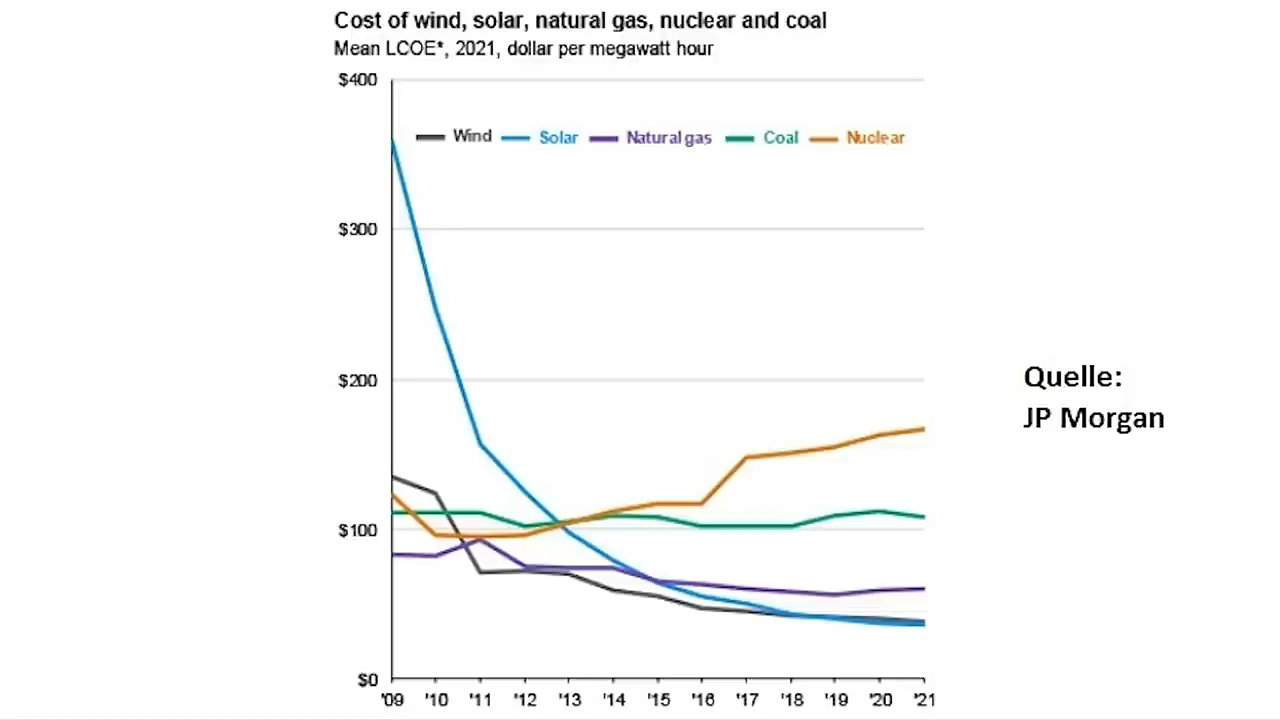 Cost of wind, solar, natural gas, nuclear and coal
Mean LCOE*, 2021, dollar per megawatt hour
$400
Wind Solar Natural gas Coal Nuclear
$300
$200
$100
$0
'09 '10 '11 '12 '13 '14 '15 '16 '17 '18 '19 '20 '21
Quelle:
JP Morgan